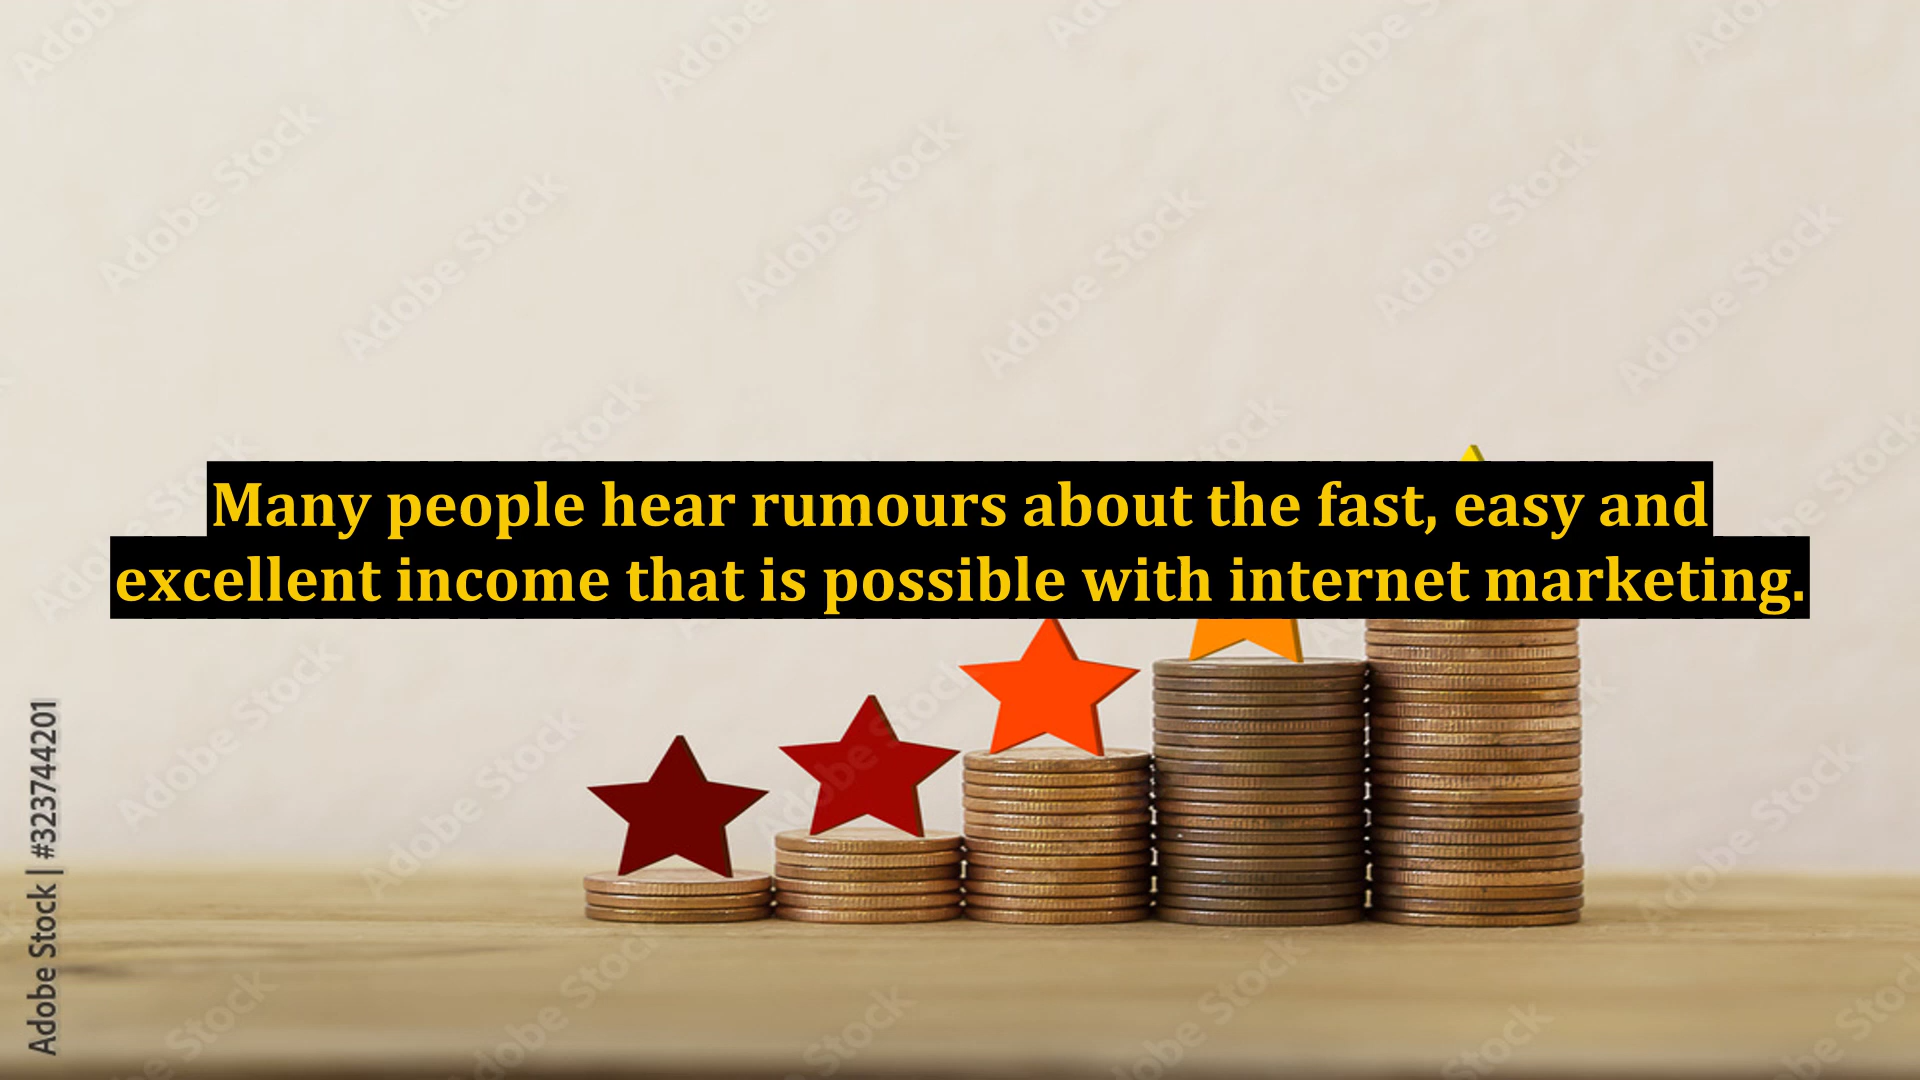 Many people hear rumours about the fast, easy and
excellent income that is possible with internet marketing.
Adobe Stock | #323744201